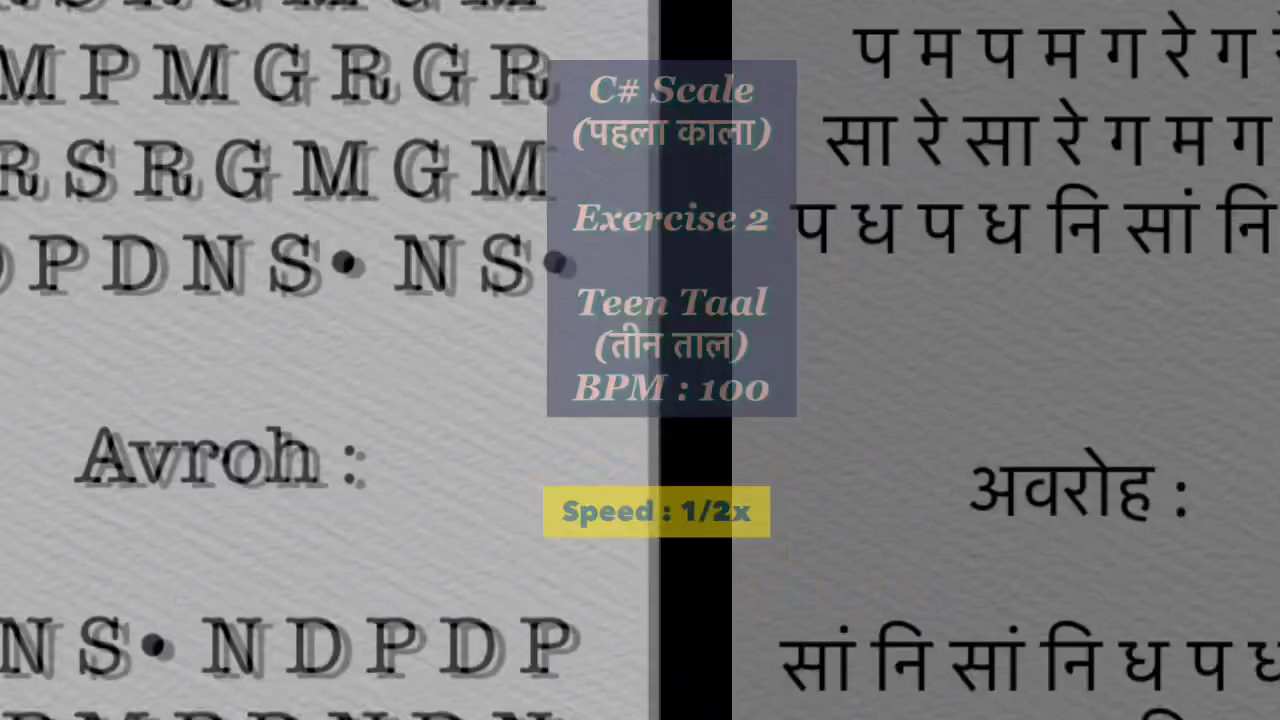 M P M G R G R
R S R G M G M
P D N S• N S•
Avroh :
N S• N D P D P
C# Scale
(पहला काला)
Exercise 2
Teen Taal
(तीन ताल)
BPM : 100
Speed : 1/2x
प म प म ग रे ग
सा रे सा रे ग म ग
प ध प ध नि सां नि
अवरोह :
सां नि सां नि ध प ध